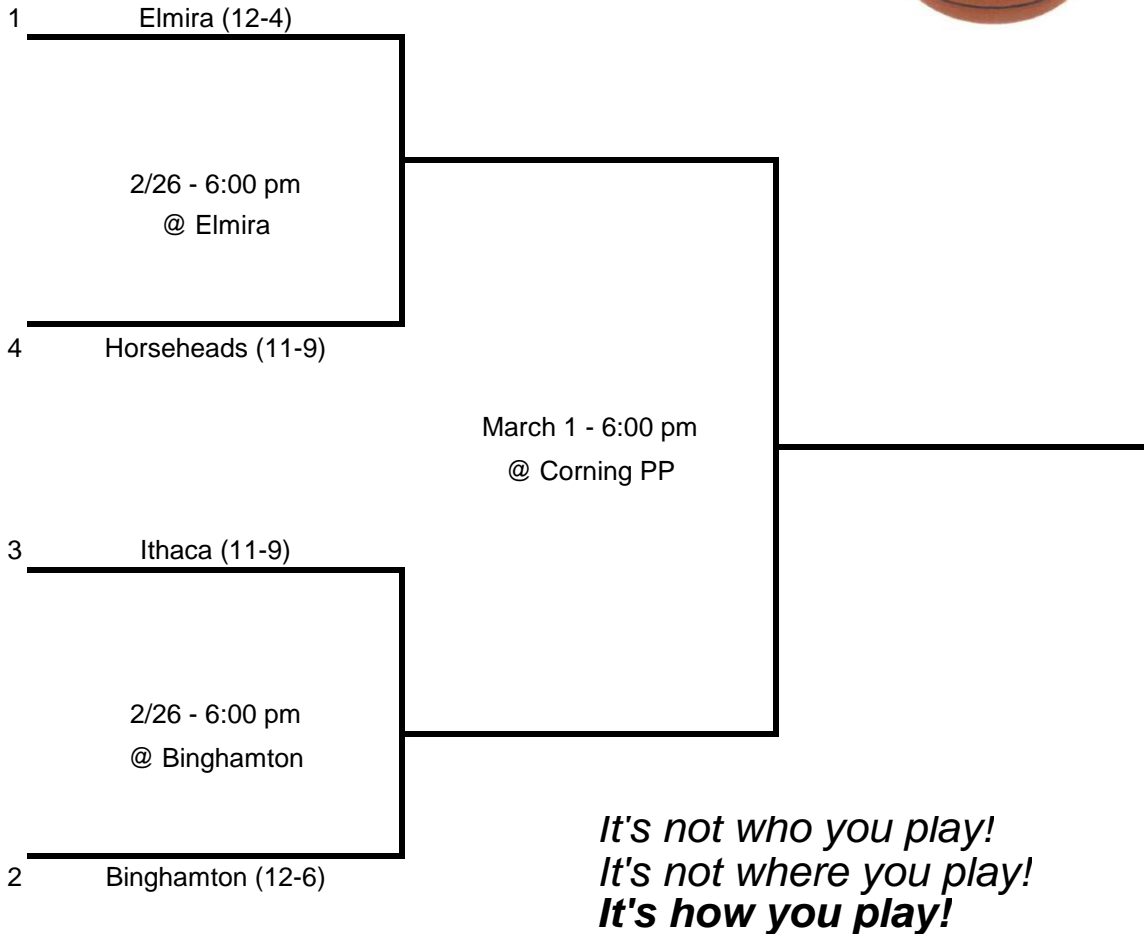 1 Elmira (12-4)
2/26 - 6:00 pm
@ Elmira
4 Horseheads (11-9)
March 1 - 6:00 pm
@ Corning PP
3 Ithaca (11-9)
2/26 - 6:00 pm
@ Binghamton
2 Binghamton (12-6)
It's not who you play!
It's not where you play!
It's how you play!